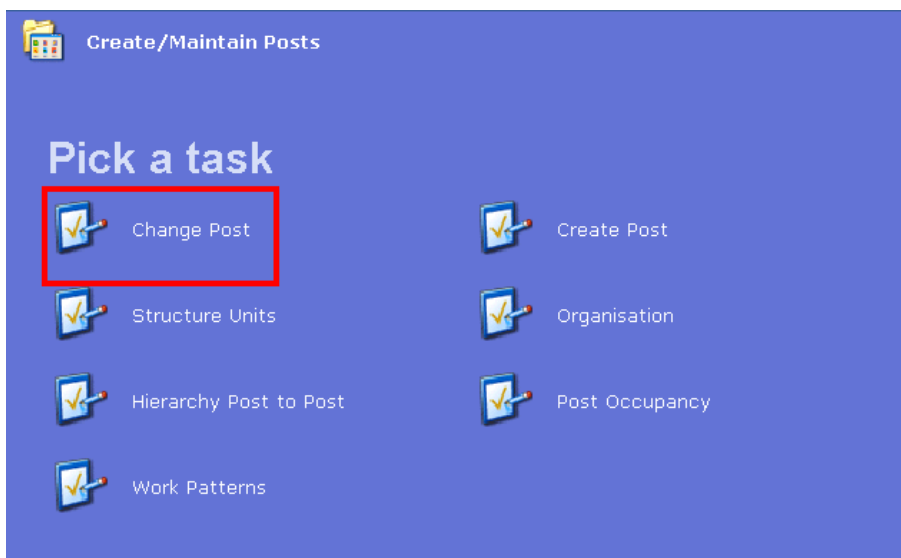 Create/Maintain Posts
Pick a task
Change Post
Create Post
Structure Units
Organisation
Hierarchy Post to Post
Post Occupancy
Work Patterns